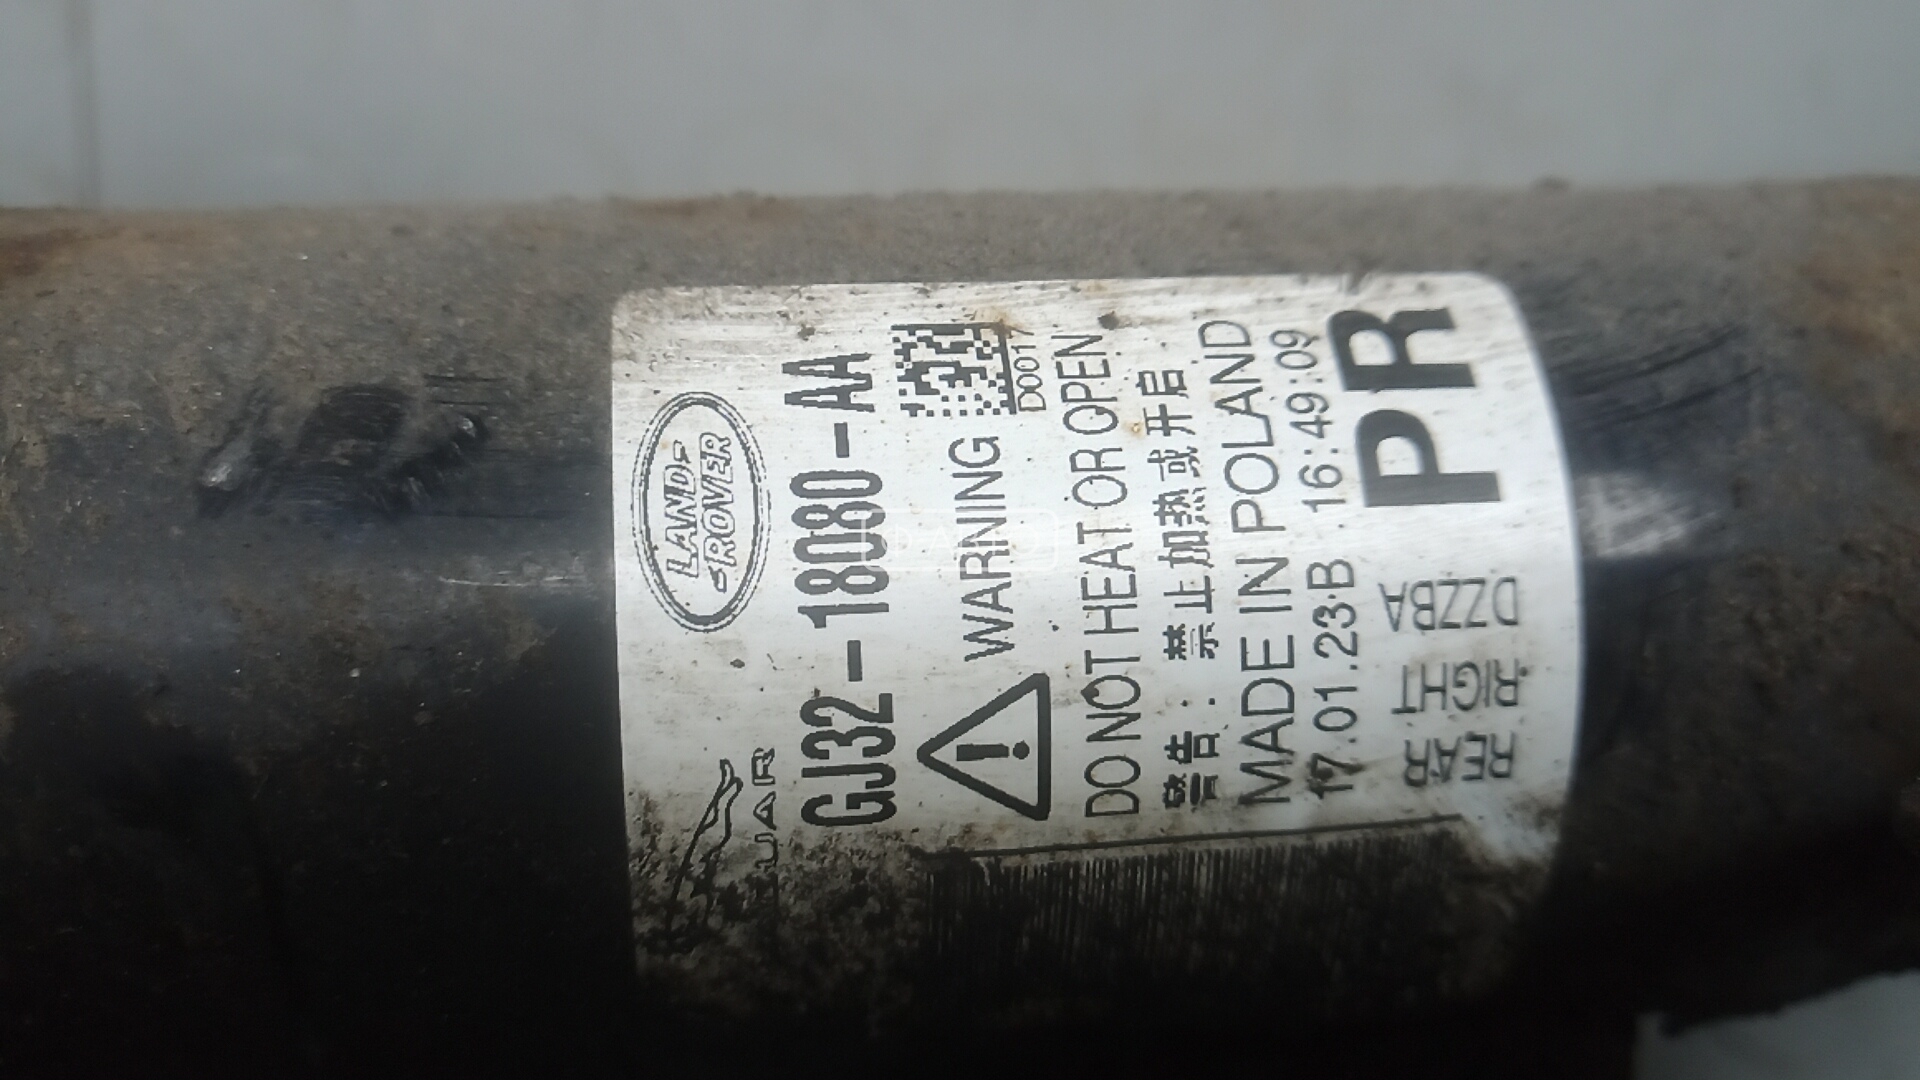 LAND
ROVER
UAR
GJ32-18080-AA
WARNING
D0017
DO NOT HEAT OR OPEN
警告:禁止加热或开启
MADE IN POLAND
17.01.23·B 16:49:09
REAR RIGHT DZZBA
PR